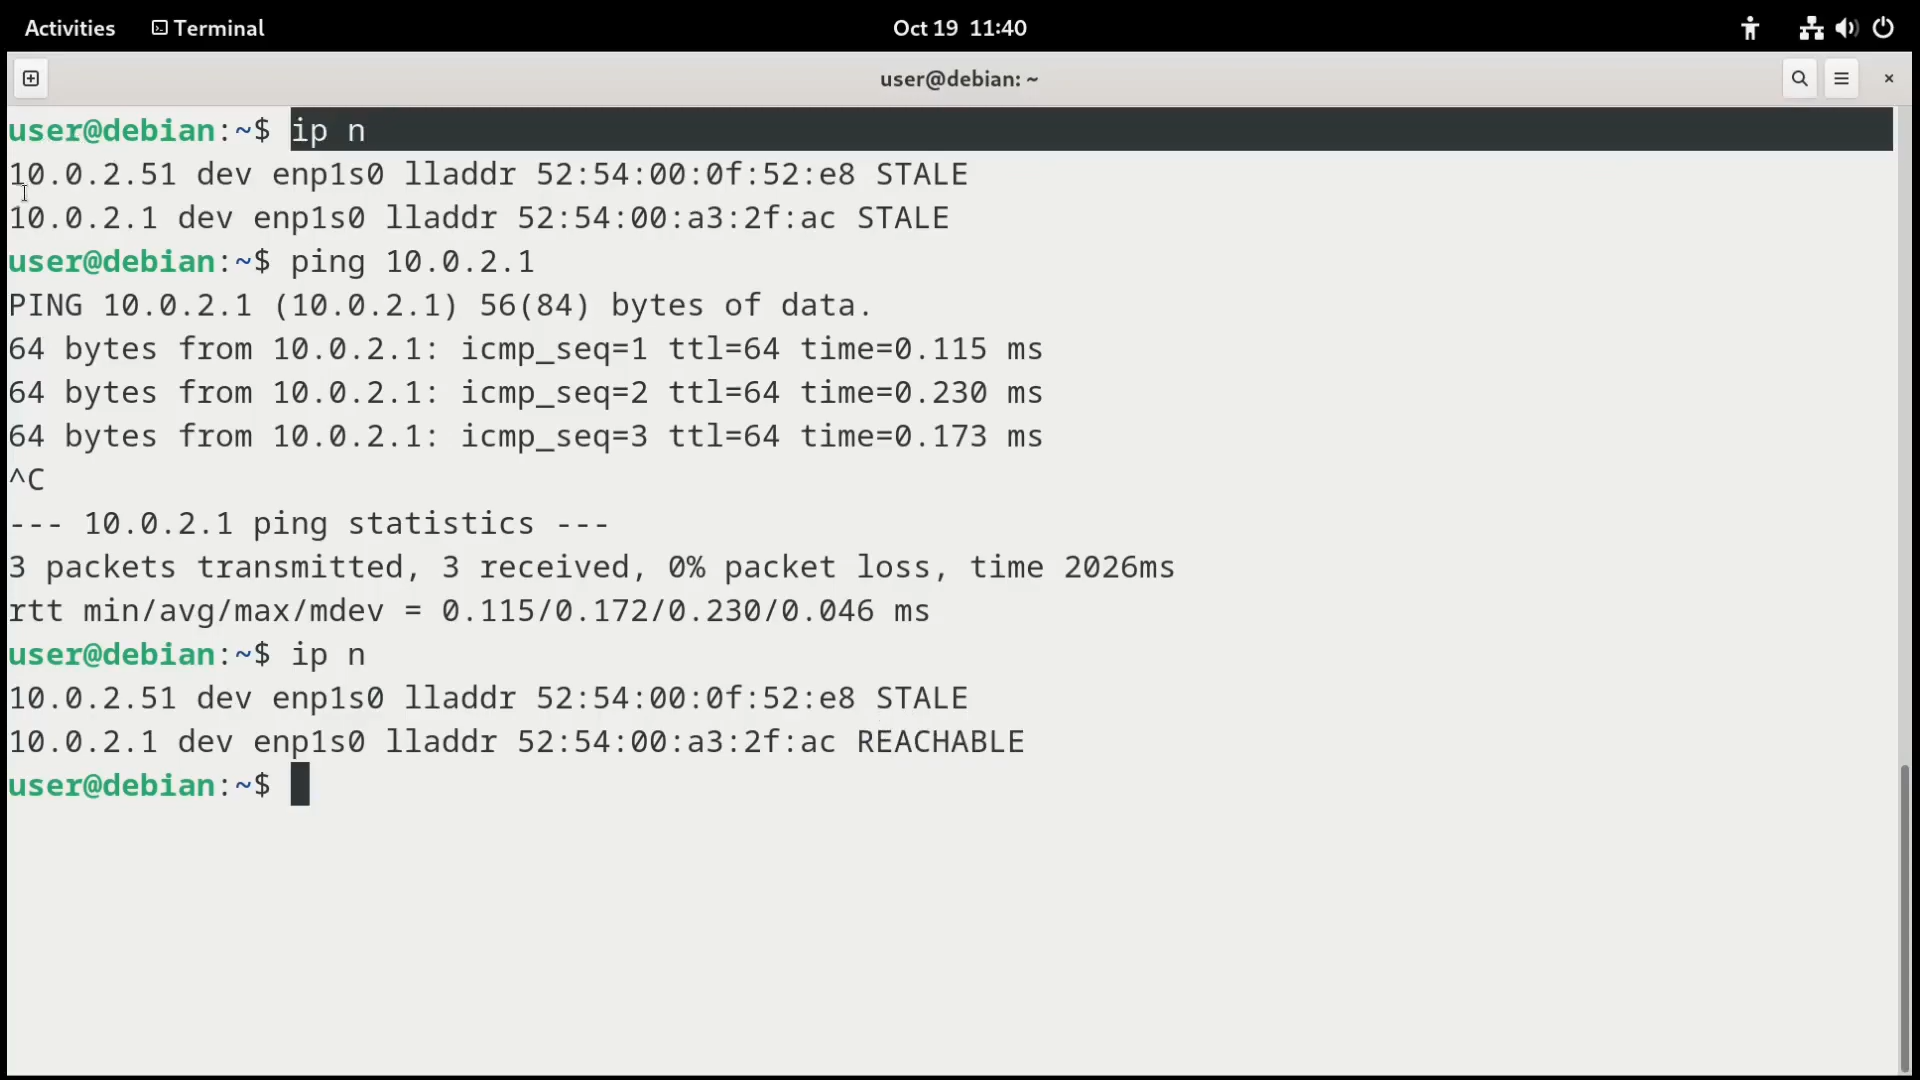 Activities Terminal Oct 19 11:40
user@debian: ~
user@debian:~$ ip n
10.0.2.51 dev enp1s0 lladdr 52:54:00:0f:52:e8 STALE
10.0.2.1 dev enp1s0 lladdr 52:54:00:a3:2f:ac STALE
user@debian:~$ ping 10.0.2.1
PING 10.0.2.1 (10.0.2.1) 56(84) bytes of data.
64 bytes from 10.0.2.1: icmp_seq=1 ttl=64 time=0.115 ms
64 bytes from 10.0.2.1: icmp_seq=2 ttl=64 time=0.230 ms
64 bytes from 10.0.2.1: icmp_seq=3 ttl=64 time=0.173 ms
^C
--- 10.0.2.1 ping statistics ---
3 packets transmitted, 3 received, 0% packet loss, time 2026ms
rtt min/avg/max/mdev = 0.115/0.172/0.230/0.046 ms
user@debian:~$ ip n
10.0.2.51 dev enp1s0 lladdr 52:54:00:0f:52:e8 STALE
10.0.2.1 dev enp1s0 lladdr 52:54:00:a3:2f:ac REACHABLE
user@debian:~$